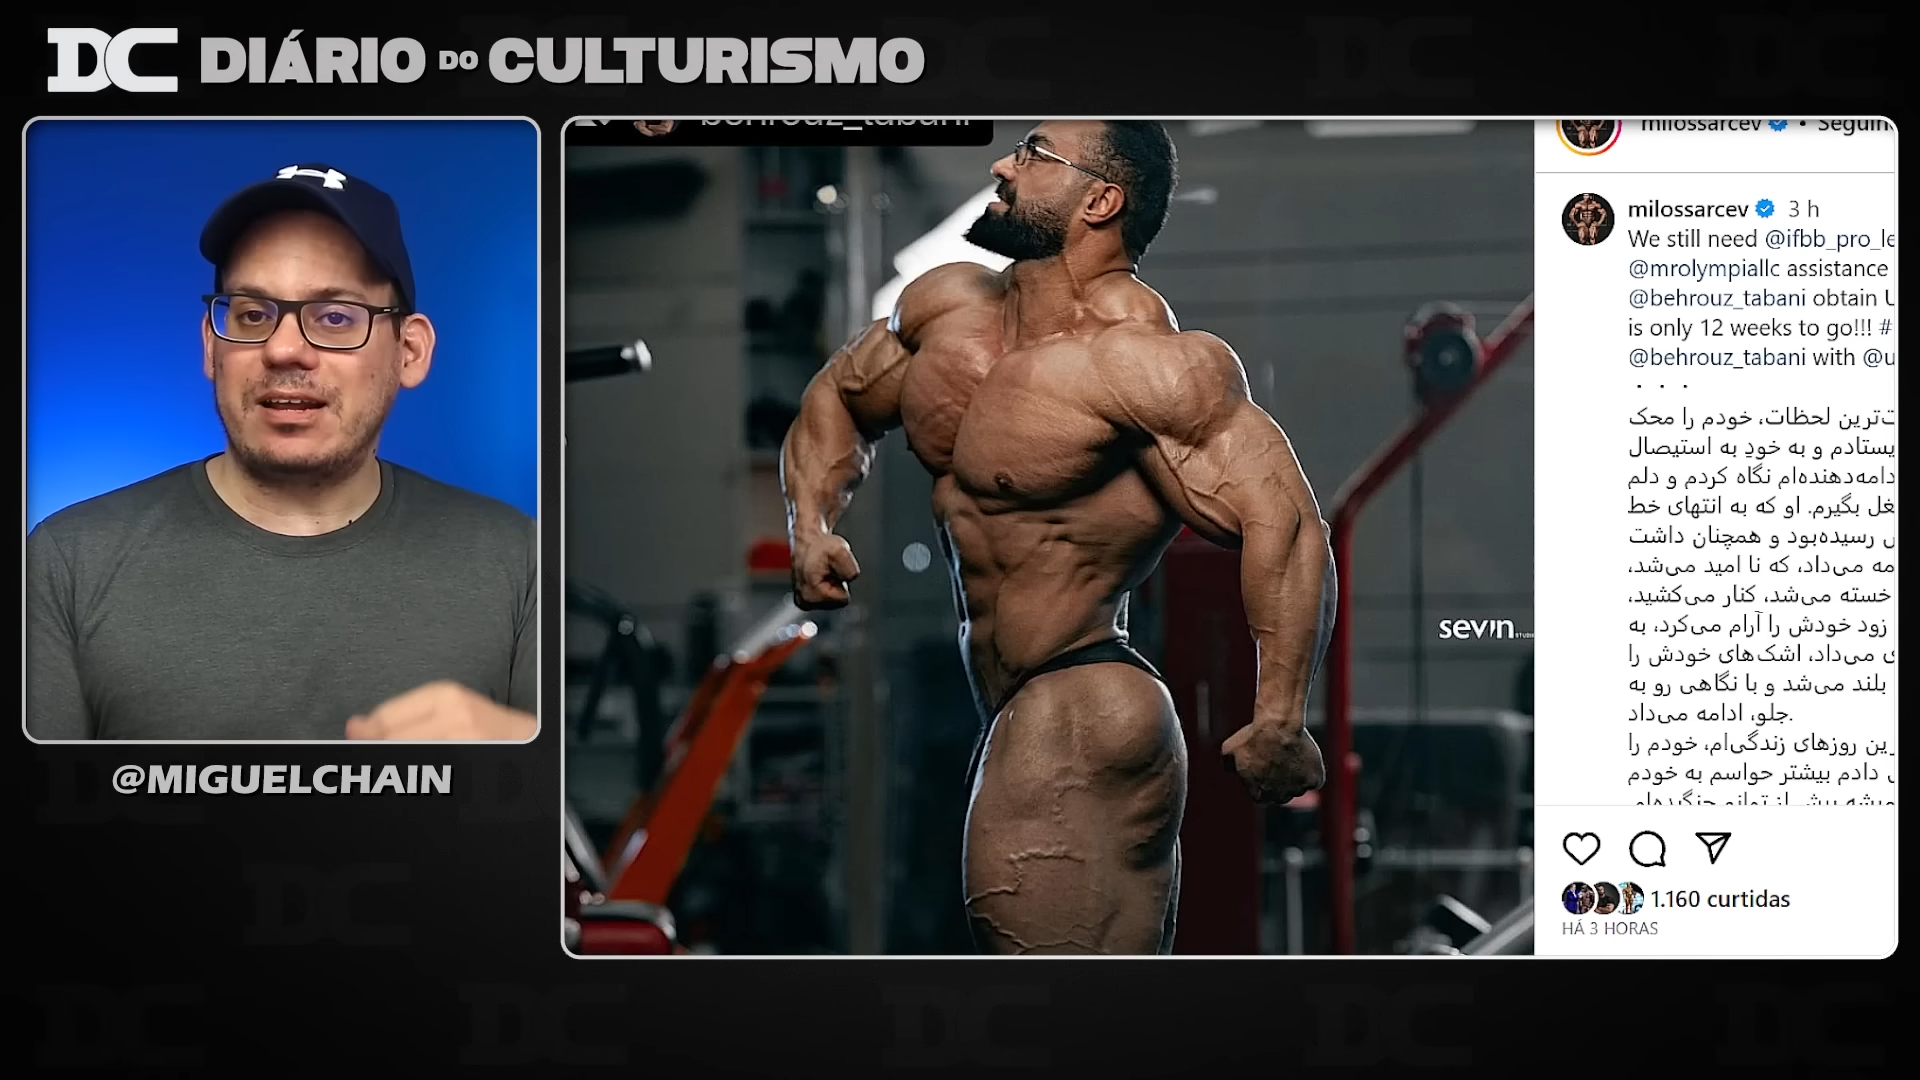 DC DIÁRIO DO CULTURISMO
behrouz_tabani
milossarcev • Seguin
milossarcev 3 h
We still need @ifbb_pro_le
@mrolympiallc assistance
@behrouz_tabani obtain U
is only 12 weeks to go!!! #
@behrouz_tabani with @u
. . .
ت‌ترین لحظات، خودم را محک
یستادم و به خودِ به استیصال
دامه‌دهنده‌ام نگاه کردم و دلم
غل بگیرم. او که به انتهای خط
رسیده‌بود و همچنان داشت
مه می‌داد، که نا امید می‌شد،
خسته می‌شد، کنار می‌کشید،
زود خودش را آرام می‌کرد، به
ی می‌داد، اشک‌های خودش را
بلند می‌شد و با نگاهی رو به
جلو، ادامه می‌داد.
رین روزهای زندگی‌ام، خودم را
دادم بیشتر حواسم به خودم
sevin
@MIGUELCHAIN
1.160 curtidas
HÁ 3 HORAS